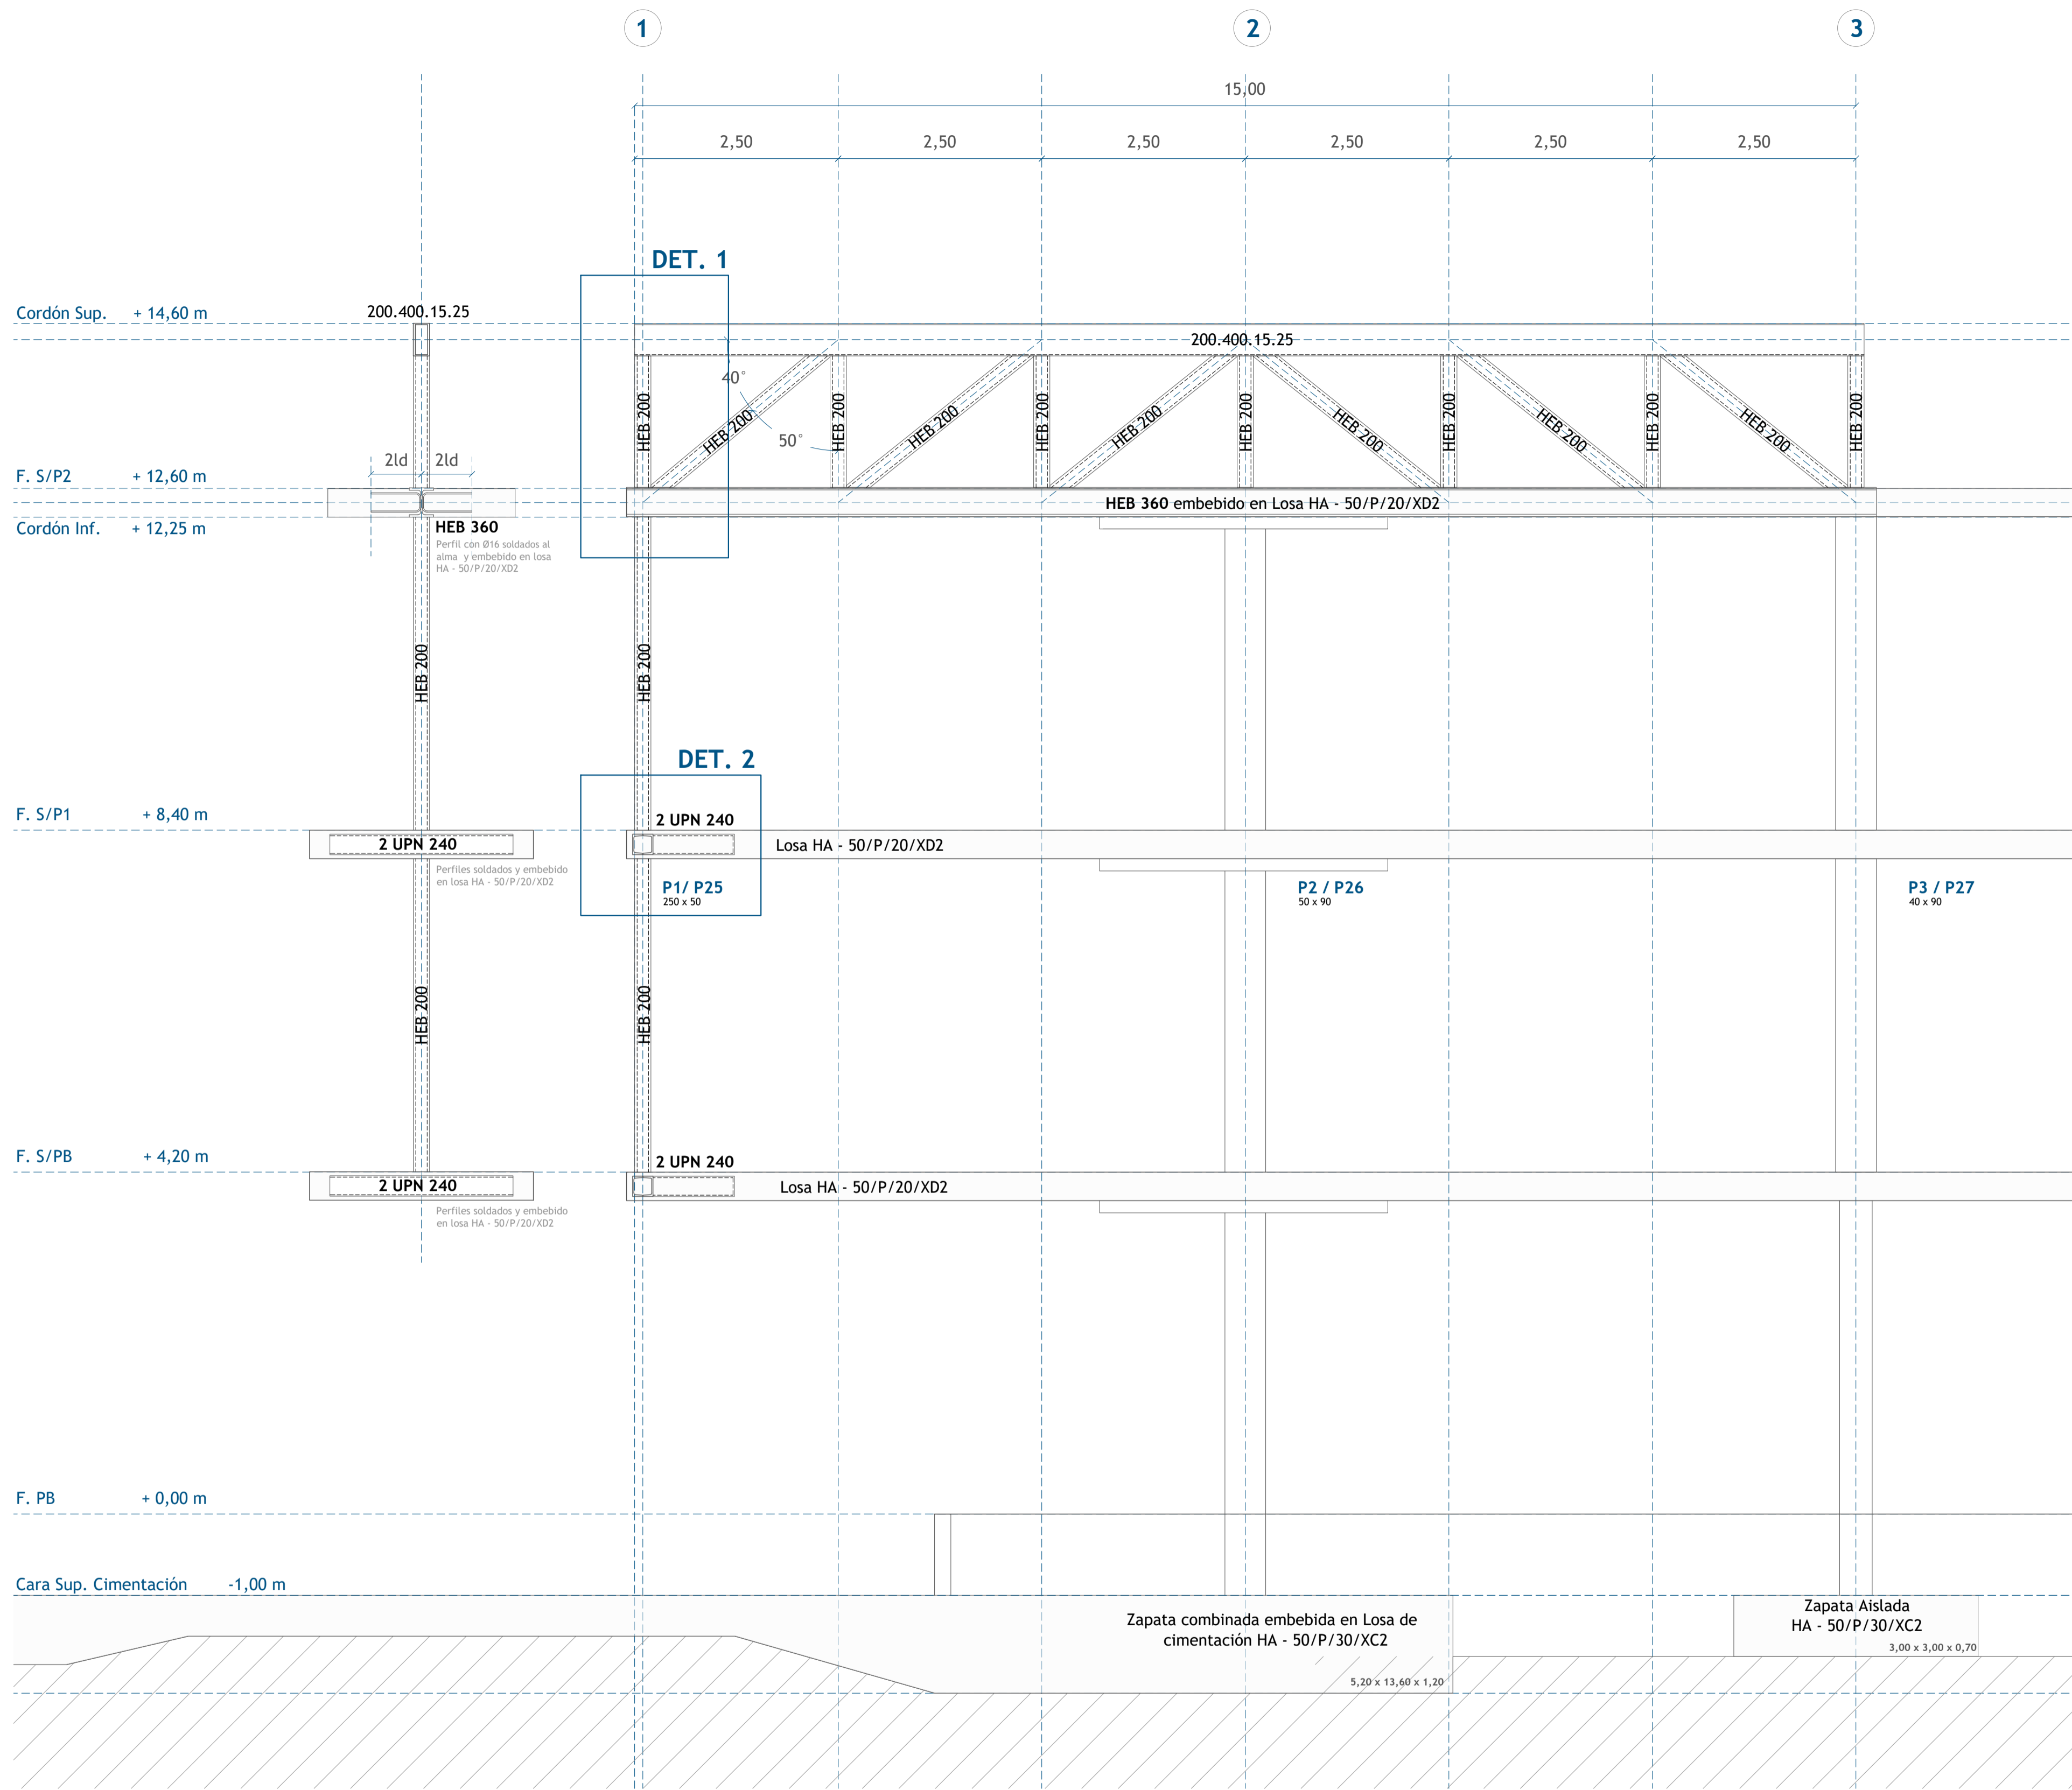 1
2
3
15,00
2,50
2,50
2,50
2,50
2,50
2,50
DET. 1
Cordón Sup. + 14,60 m
200.400.15.25
200.400.15.25
40°
50°
HEB 200
HEB 200
HEB 200
HEB 200
HEB 200
HEB 200
HEB 200
HEB 200
HEB 200
HEB 200
HEB 200
HEB 200
HEB 200
2ld
2ld
F. S/P2 + 12,60 m
HEB 360 embebido en Losa HA - 50/P/20/XD2
Cordón Inf. + 12,25 m
HEB 360
Perfil con Ø16 soldados al
alma y embebido en losa
HA - 50/P/20/XD2
HEB 200
HEB 200
DET. 2
F. S/P1 + 8,40 m
2 UPN 240
2 UPN 240
Losa HA - 50/P/20/XD2
Perfiles soldados y embebido
en losa HA - 50/P/20/XD2
P1/ P25
250 x 50
P2 / P26
50 x 90
P3 / P27
40 x 90
HEB 200
HEB 200
F. S/PB + 4,20 m
2 UPN 240
2 UPN 240
Losa HA - 50/P/20/XD2
Perfiles soldados y embebido
en losa HA - 50/P/20/XD2
F. PB + 0,00 m
Cara Sup. Cimentación -1,00 m
Zapata combinada embebida en Losa de
cimentación HA - 50/P/30/XC2
5,20 x 13,60 x 1,20
Zapata Aislada
HA - 50/P/30/XC2
3,00 x 3,00 x 0,70